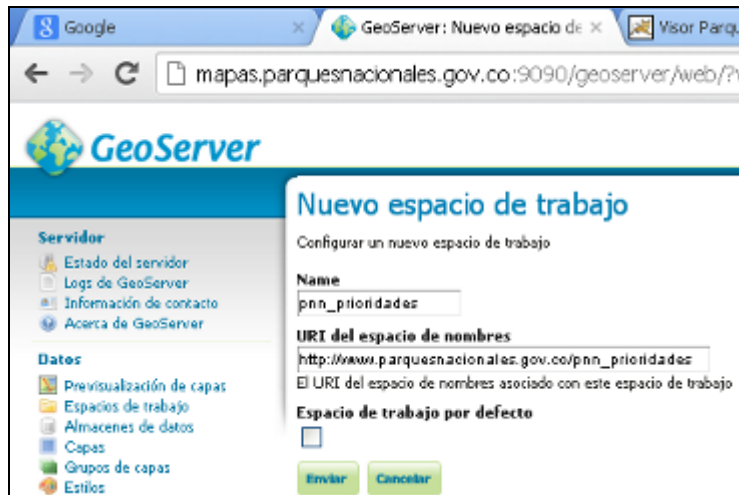 Google
GeoServer: Nuevo espacio de
Visor Parqu
mapas.parquesnacionales.gov.co:9090/geoserver/web/?
GeoServer
Servidor
Estado del servidor
Logs de GeoServer
Información de contacto
Acerca de GeoServer
Datos
Previsualización de capas
Espacios de trabajo
Almacenes de datos
Capas
Grupos de capas
Estilos
Nuevo espacio de trabajo
Configurar un nuevo espacio de trabajo
Name
pnn_prioridades
URI del espacio de nombres
http://www.parquesnacionales.gov.co/pnn_prioridades
El URI del espacio de nombres asociado con este espacio de trabajo
Espacio de trabajo por defecto
Enviar Cancelar